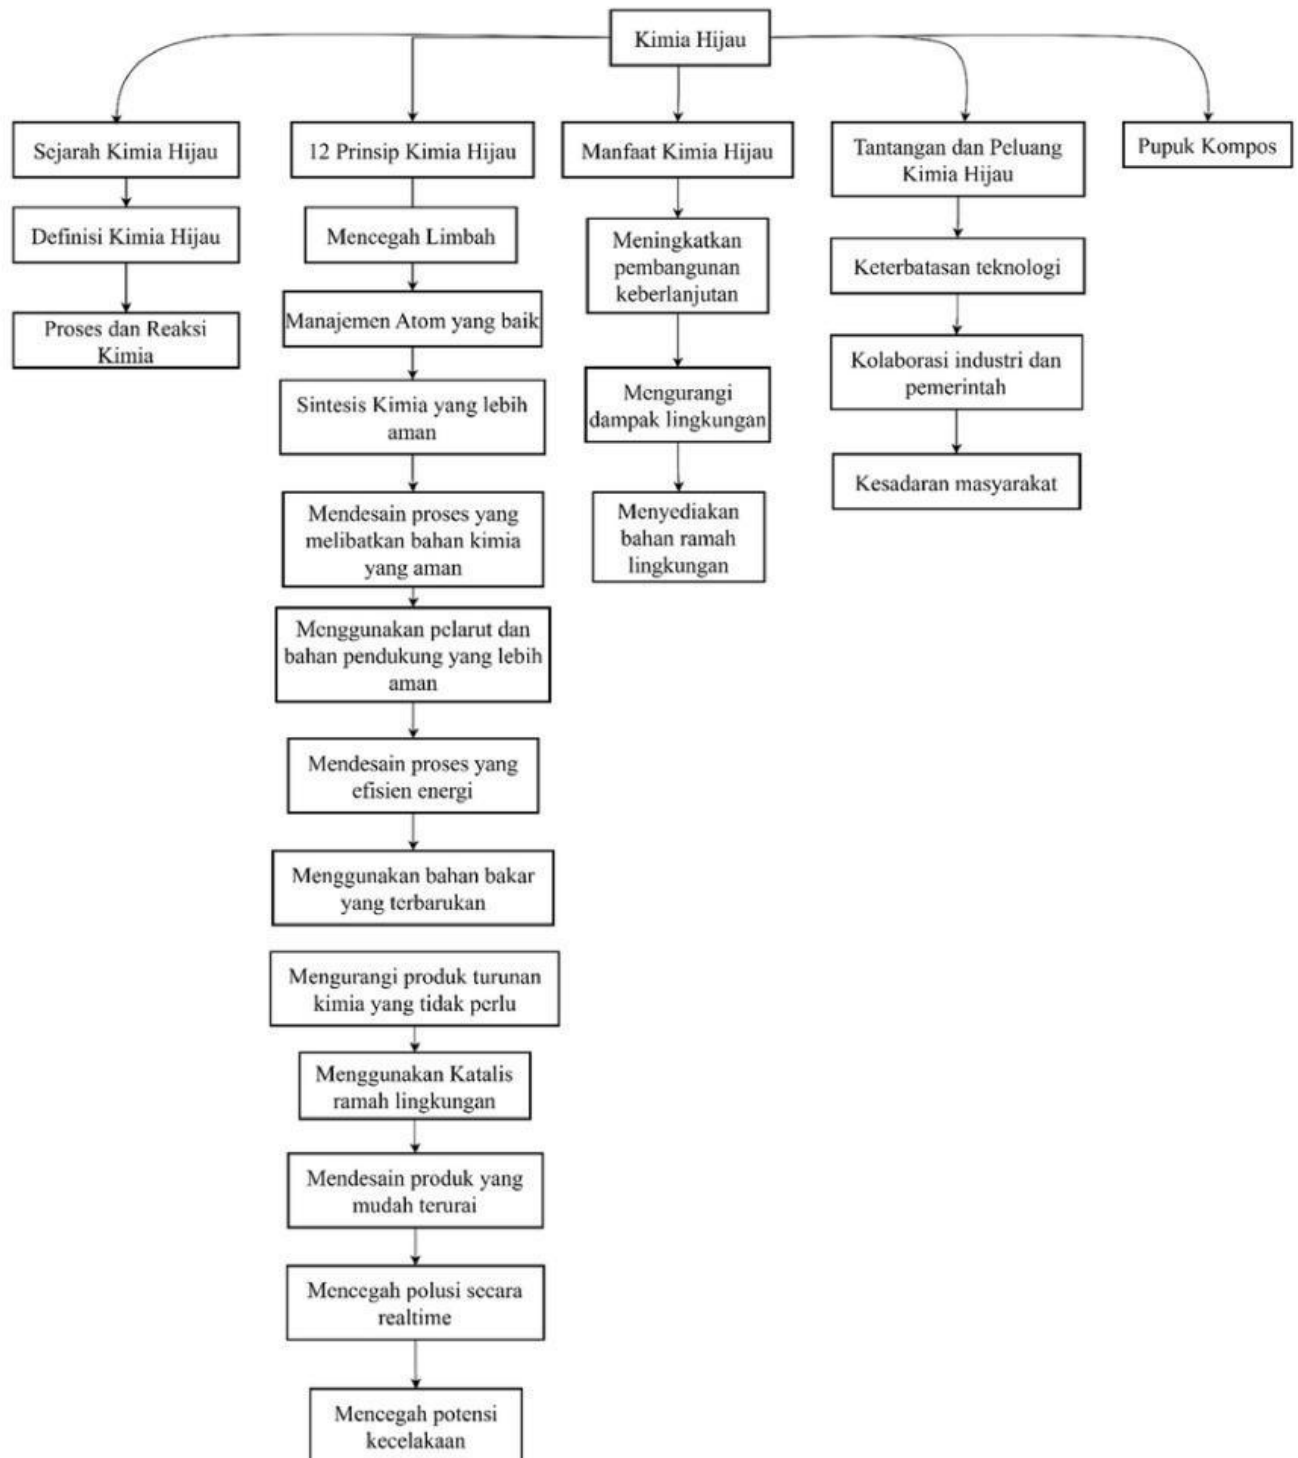 Kimia Hijau
Sejarah Kimia Hijau
Definisi Kimia Hijau
Proses dan Reaksi
Kimia
12 Prinsip Kimia Hijau
Mencegah Limbah
Manajemen Atom yang baik
Sintesis Kimia yang lebih
aman
Mendesain proses yang
melibatkan bahan kimia
yang aman
Menggunakan pelarut dan
bahan pendukung yang lebih
aman
Mendesain proses yang
efisien energi
Menggunakan bahan bakar
yang terbarukan
Mengurangi produk turunan
kimia yang tidak perlu
Menggunakan Katalis
ramah lingkungan
Mendesain produk yang
mudah terurai
Mencegah polusi secara
realtime
Mencegah potensi
kecelakaan
Manfaat Kimia Hijau
Meningkatkan
pembangunan
keberlanjutan
Mengurangi
dampak lingkungan
Menyediakan
bahan ramah
lingkungan
Tantangan dan Peluang
Kimia Hijau
Keterbatasan teknologi
Kolaborasi industri dan
pemerintah
Kesadaran masyarakat
Pupuk Kompos